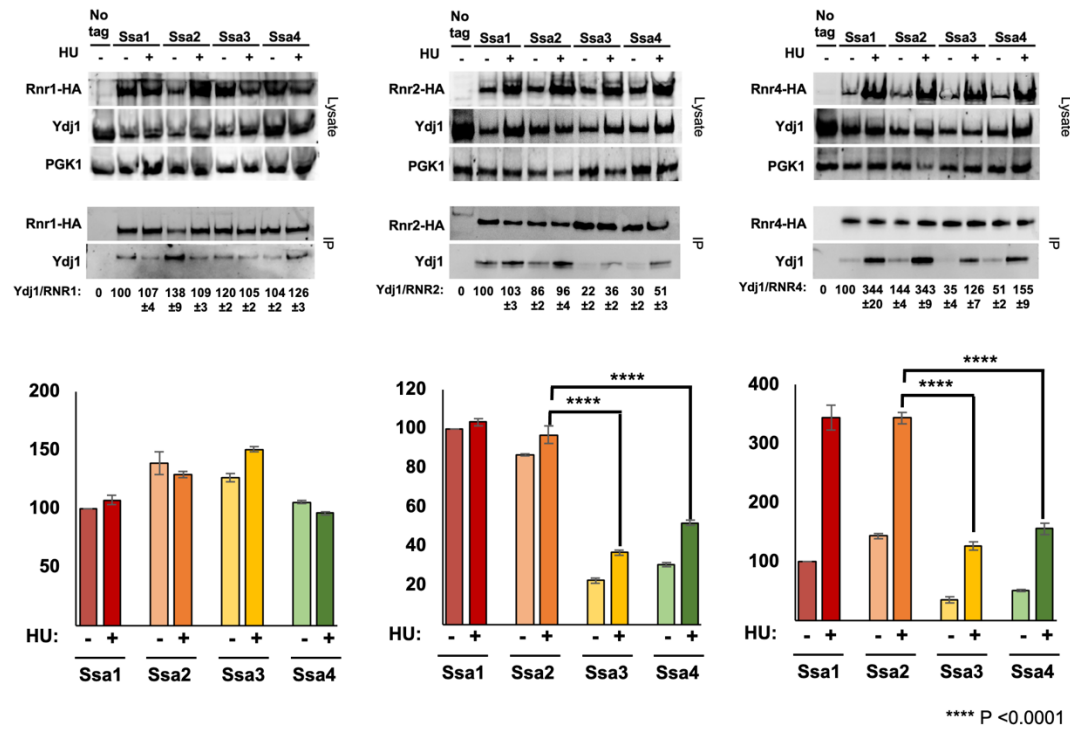 No tag Ssa1 Ssa2 Ssa3 Ssa4
HU - - + - + - + - +
Rnr1-HA
Ydj1
PGK1
Lysate
Rnr1-HA
Ydj1
IP
Ydj1/RNR1: 0 100 107 138 109 120 105 104 126
±4 ±9 ±3 ±2 ±2 ±2 ±3
No tag Ssa1 Ssa2 Ssa3 Ssa4
HU - - + - + - + - +
Rnr2-HA
Ydj1
PGK1
Lysate
Rnr2-HA
Ydj1
IP
Ydj1/RNR2: 0 100 103 86 96 22 36 30 51
±3 ±2 ±4 ±2 ±2 ±2 ±3
No tag Ssa1 Ssa2 Ssa3 Ssa4
HU - - + - + - + - +
Rnr4-HA
Ydj1
PGK1
Lysate
Rnr4-HA
Ydj1
IP
Ydj1/RNR4: 0 100 344 144 343 35 126 51 155
±20 ±4 ±9 ±4 ±7 ±2 ±9
200
150
100
50
HU: - + - + - + - +
Ssa1 Ssa2 Ssa3 Ssa4
120
100
80
60
40
20
****
****
HU: - + - + - + - +
Ssa1 Ssa2 Ssa3 Ssa4
400
300
200
100
****
****
HU: - + - + - + - +
Ssa1 Ssa2 Ssa3 Ssa4
**** P <0.0001